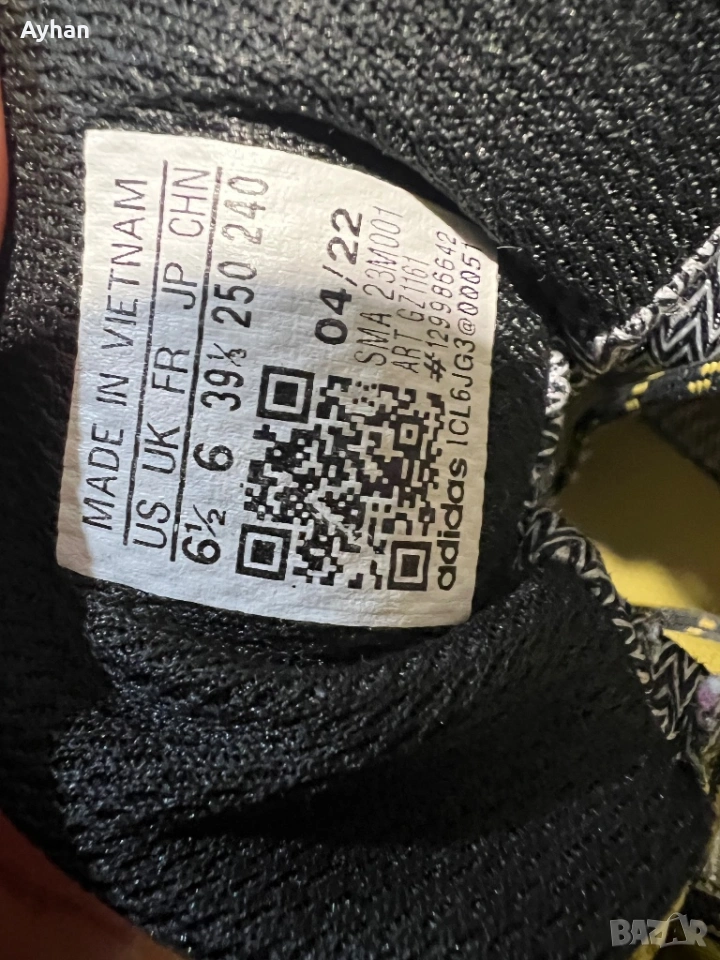 Ayhan
MADE IN VIETNAM
US UK FR JP CHN
6½ 6 39⅓ 250 240
04/22
SMA 23M001
ART GZ1161
#129986642
adidas 1CL6JG3@00051
BAZAR